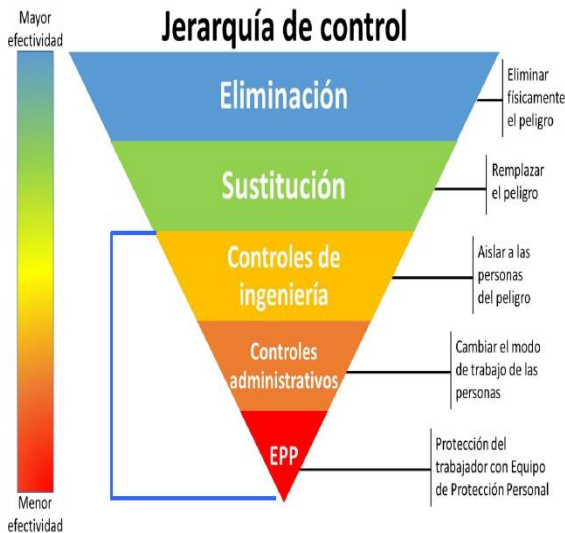 Mayor
efectividad
Jerarquía de control
Eliminación
Eliminar
físicamente
el peligro
Sustitución
Remplazar
el peligro
Controles de
ingeniería
Aislar a las
personas
del peligro
Controles
administrativos
Cambiar el modo
de trabajo de las
personas
EPP
Protección del
trabajador con Equipo
de Protección Personal
Menor
efectividad